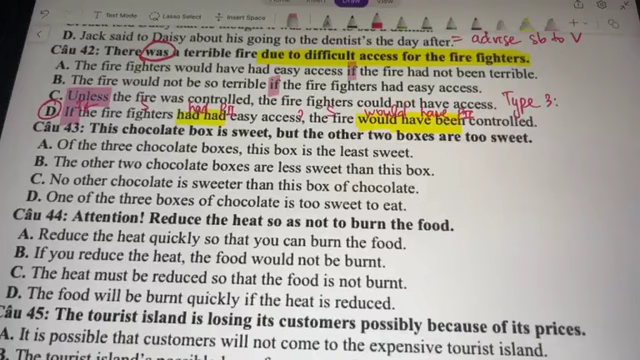 Text Mode Lasso Select Insert Space
D. Jack said to Daisy about his going to the dentist's the day after. = advise sb to V
Câu 42: There was a terrible fire due to difficult access for the fire fighters.
A. The fire fighters would have had easy access if the fire had not been terrible.
B. The fire would not be so terrible if the fire fighters had easy access.
C. Unless the fire was controlled, the fire fighters could not have access. Type 3:
If S had PII, S would have PII
D. If the fire fighters had had easy access, the fire would have been controlled.
Câu 43: This chocolate box is sweet, but the other two boxes are too sweet.
A. Of the three chocolate boxes, this box is the least sweet.
B. The other two chocolate boxes are less sweet than this box.
C. No other chocolate is sweeter than this box of chocolate.
D. One of the three boxes of chocolate is too sweet to eat.
Câu 44: Attention! Reduce the heat so as not to burn the food.
A. Reduce the heat quickly so that you can burn the food.
B. If you reduce the heat, the food would not be burnt.
C. The heat must be reduced so that the food is not burnt.
D. The food will be burnt quickly if the heat is reduced.
Câu 45: The tourist island is losing its customers possibly because of its prices.
A. It is possible that customers will not come to the expensive tourist island.
B. The tourist island's